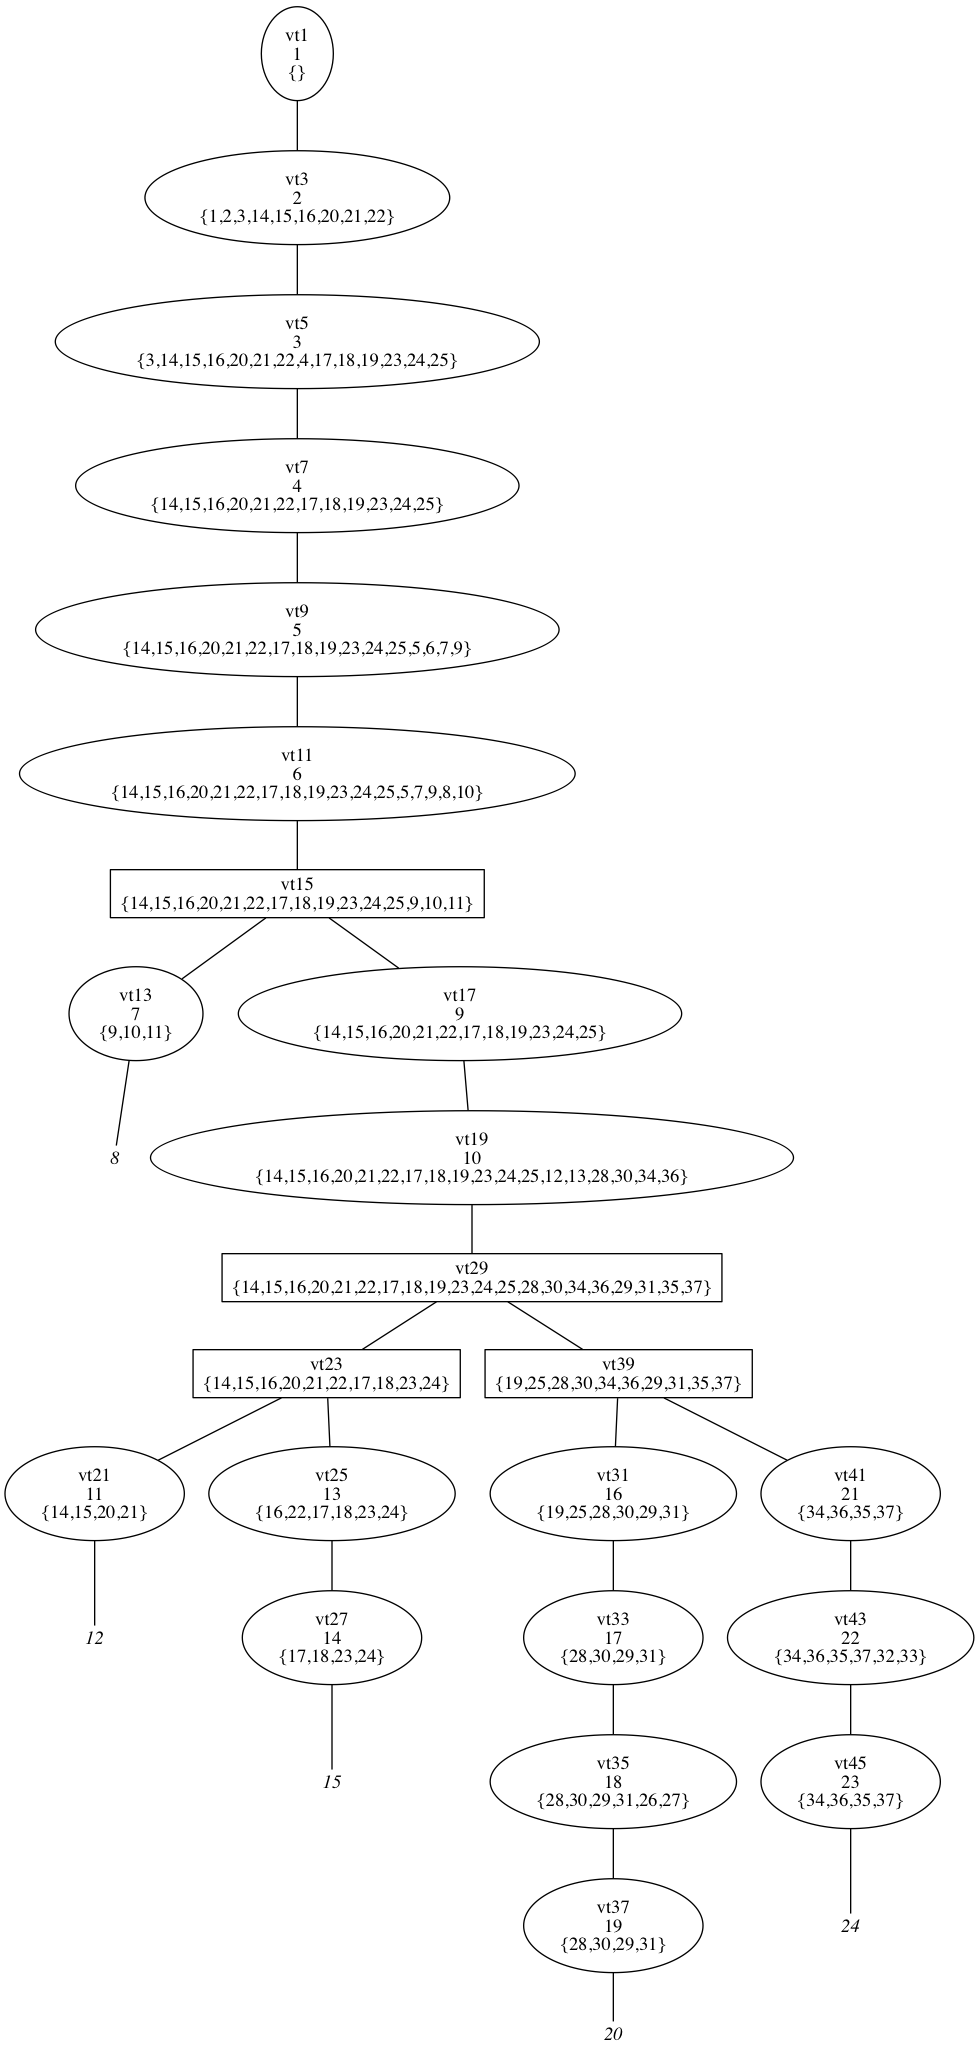 vt1
1
{}
vt3
2
{1,2,3,14,15,16,20,21,22}
vt5
3
{3,14,15,16,20,21,22,4,17,18,19,23,24,25}
vt7
4
{14,15,16,20,21,22,17,18,19,23,24,25}
vt9
5
{14,15,16,20,21,22,17,18,19,23,24,25,5,6,7,9}
vt11
6
{14,15,16,20,21,22,17,18,19,23,24,25,5,7,9,8,10}
vt15
{14,15,16,20,21,22,17,18,19,23,24,25,9,10,11}
vt13
7
{9,10,11}
vt17
9
{14,15,16,20,21,22,17,18,19,23,24,25}
8
vt19
10
{14,15,16,20,21,22,17,18,19,23,24,25,12,13,28,30,34,36}
vt29
{14,15,16,20,21,22,17,18,19,23,24,25,28,30,34,36,29,31,35,37}
vt23
{14,15,16,20,21,22,17,18,23,24}
vt39
{19,25,28,30,34,36,29,31,35,37}
vt21
11
{14,15,20,21}
vt25
13
{16,22,17,18,23,24}
vt31
16
{19,25,28,30,29,31}
vt41
21
{34,36,35,37}
12
vt27
14
{17,18,23,24}
vt33
17
{28,30,29,31}
vt43
22
{34,36,35,37,32,33}
15
vt35
18
{28,30,29,31,26,27}
vt45
23
{34,36,35,37}
vt37
19
{28,30,29,31}
24
20